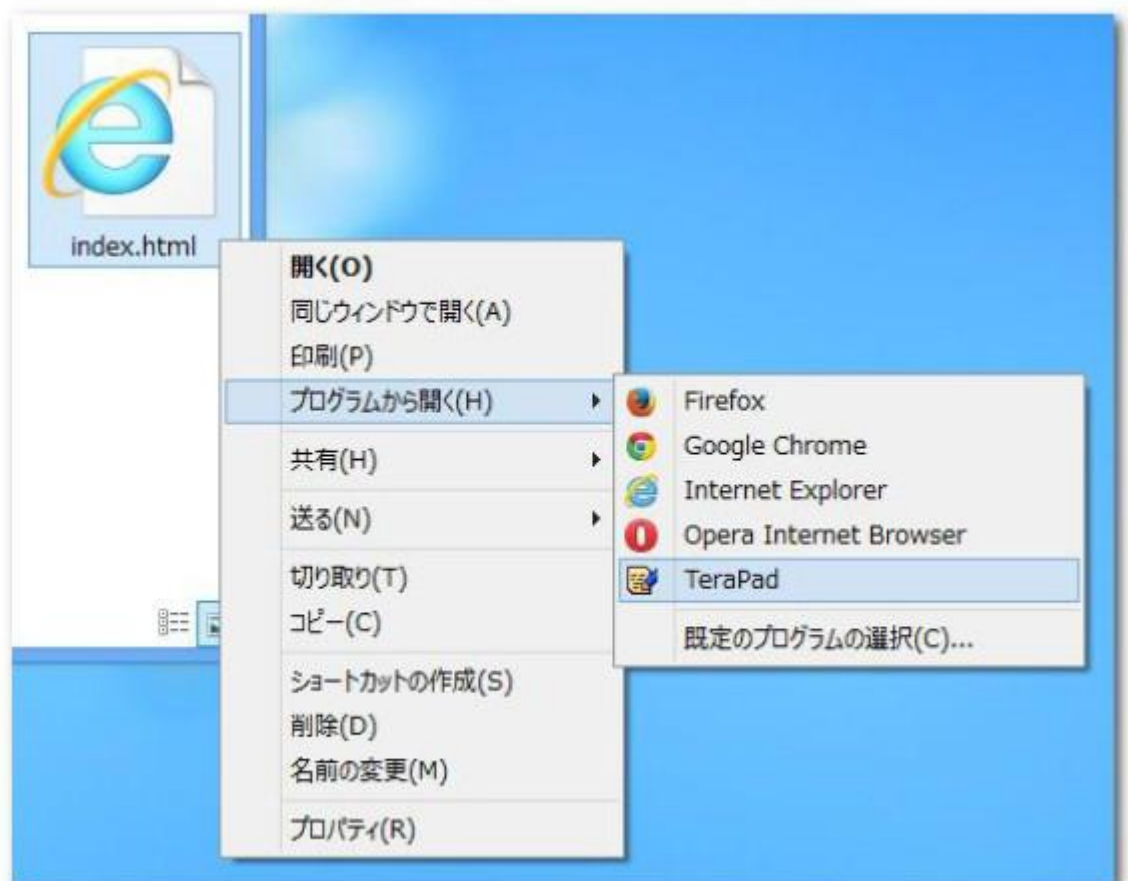 index.html
開く(O)
同じウィンドウで開く(A)
印刷(P)
プログラムから開く(H)
共有(H)
送る(N)
切り取り(T)
コピー(C)
ショートカットの作成(S)
削除(D)
名前の変更(M)
プロパティ(R)
Firefox
Google Chrome
Internet Explorer
Opera Internet Browser
TeraPad
既定のプログラムの選択(C)...